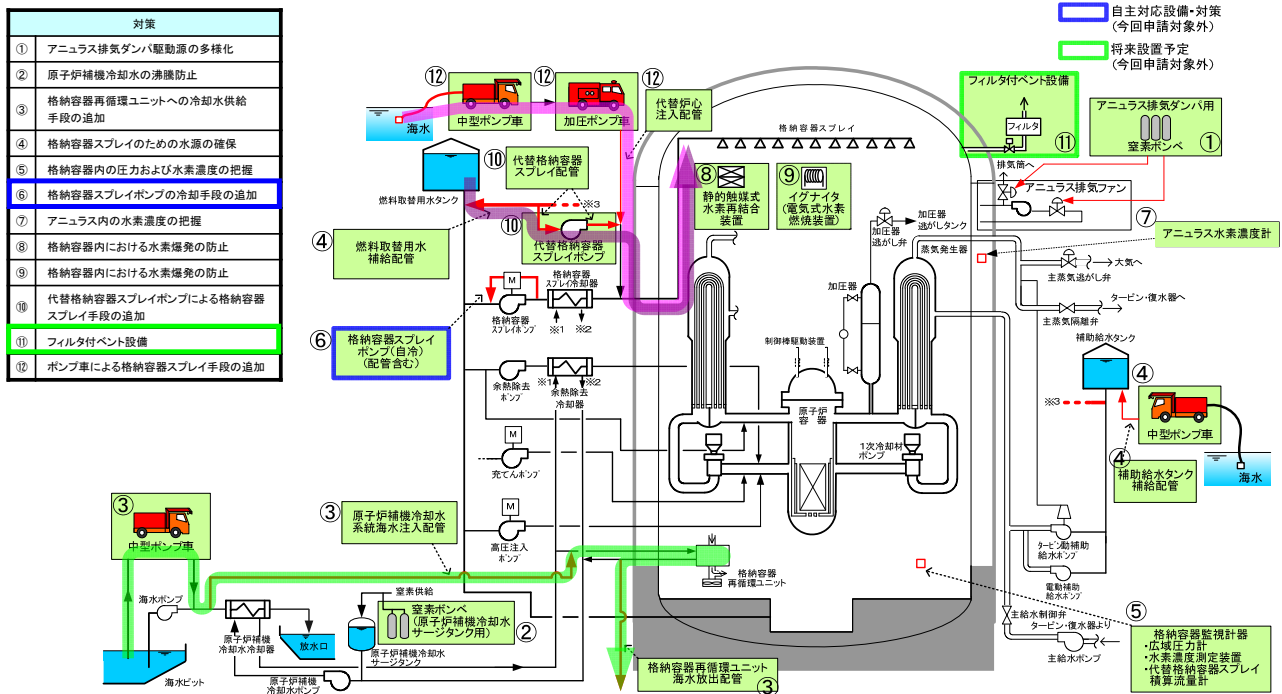 対策
① アニュラス排気ダンパ駆動源の多様化
② 原子炉補機冷却水の沸騰防止
③ 格納容器再循環ユニットへの冷却水供給
手段の追加
④ 格納容器スプレイのための水源の確保
⑤ 格納容器内の圧力および水素濃度の把握
⑥ 格納容器スプレイポンプの冷却手段の追加
⑦ アニュラス内の水素濃度の把握
⑧ 格納容器内における水素爆発の防止
⑨ 格納容器内における水素爆発の防止
⑩ 代替格納容器スプレイポンプによる格納容器
スプレイ手段の追加
⑪ フィルタ付ベント設備
⑫ ポンプ車による格納容器スプレイ手段の追加
自主対応設備・対策
(今回申請対象外)
将来設置予定
(今回申請対象外)
⑫
中型ポンプ車
⑫
加圧ポンプ車
⑫
代替炉心
注入配管
海水
燃料取替用水タンク
⑩
代替格納容器
スプレイ配管
※3
⑩
代替格納容器
スプレイポンプ
④
燃料取替用水
補給配管
格納容器スプレイ
⑧
静的触媒式
水素再結合
装置
⑨
イグナイタ
(電気式水素
燃焼装置)
フィルタ付ベント設備
フィルタ
⑪
排気筒へ
アニュラス排気ダンパ用
窒素ボンベ
①
アニュラス排気ファン
⑦
アニュラス水素濃度計
加圧器
逃がし弁
加圧器
逃がしタンク
蒸気発生器
加圧器
大気へ
主蒸気逃がし弁
タービン・復水器へ
主蒸気隔離弁
M
格納容器
スプレイポンプ
格納容器
スプレイ冷却器
※1
※2
⑥
格納容器スプレイ
ポンプ(自冷)
(配管含む)
余熱除去
ポンプ
※1
※2
余熱除去
冷却器
M
充てんポンプ
M
高圧注入
ポンプ
制御棒駆動装置
原子炉
容器
1次冷却材
ポンプ
補助給水タンク
※3
④
中型ポンプ車
海水
④
補助給水タンク
補給配管
タービン動補助
給水ポンプ
電動補助
給水ポンプ
主給水制御弁
タービン・復水器より
主給水ポンプ
⑤
格納容器監視計器
・広域圧力計
・水素濃度測定装置
・代替格納容器スプレイ
積算流量計
③
中型ポンプ車
③
原子炉補機冷却水
系統海水注入配管
格納容器
再循環ユニット
海水ポンプ
海水ピット
原子炉補機
冷却水冷却器
放水口
原子炉補機
冷却水ポンプ
窒素供給
窒素ボンベ
(原子炉補機冷却水
サージタンク用)
②
原子炉補機冷却水
サージタンク
格納容器再循環ユニット
海水放出配管
③